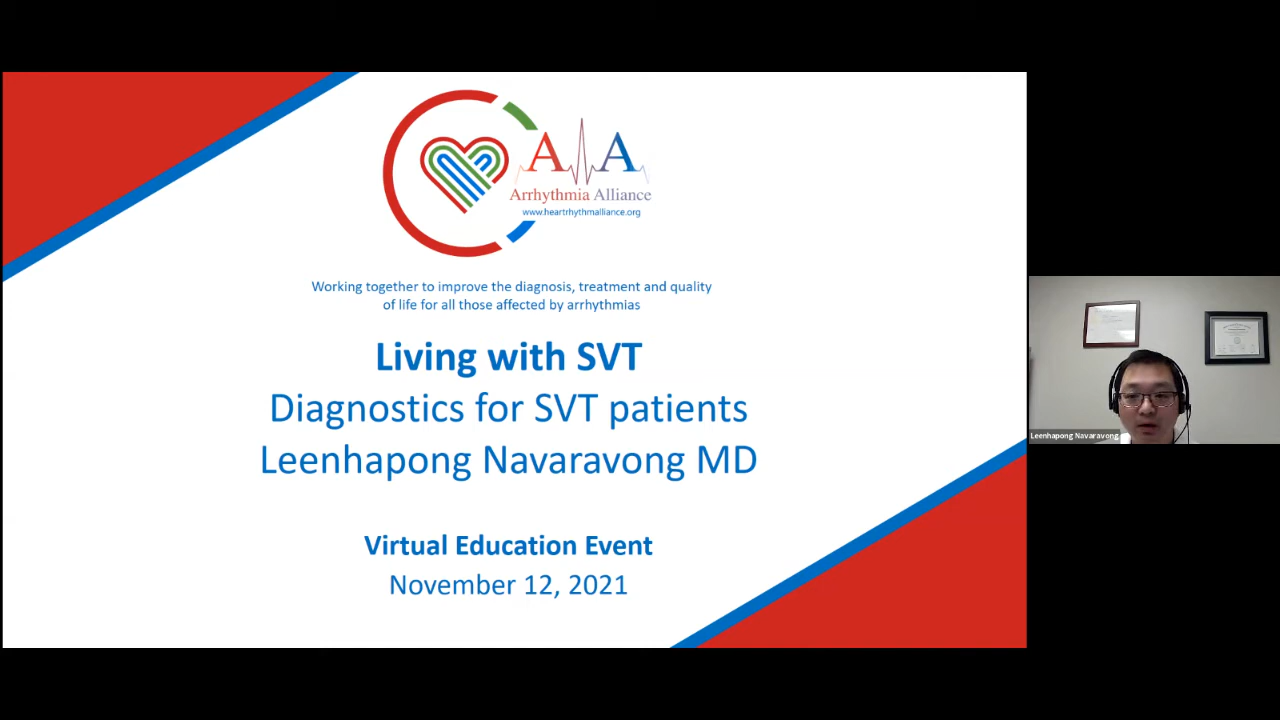 A A
Arrhythmia Alliance
www.heartrhythmalliance.org
Working together to improve the diagnosis, treatment and quality
of life for all those affected by arrhythmias
Living with SVT
Diagnostics for SVT patients
Leenhapong Navaravong MD
Virtual Education Event
November 12, 2021
Leenhapong Navaravong